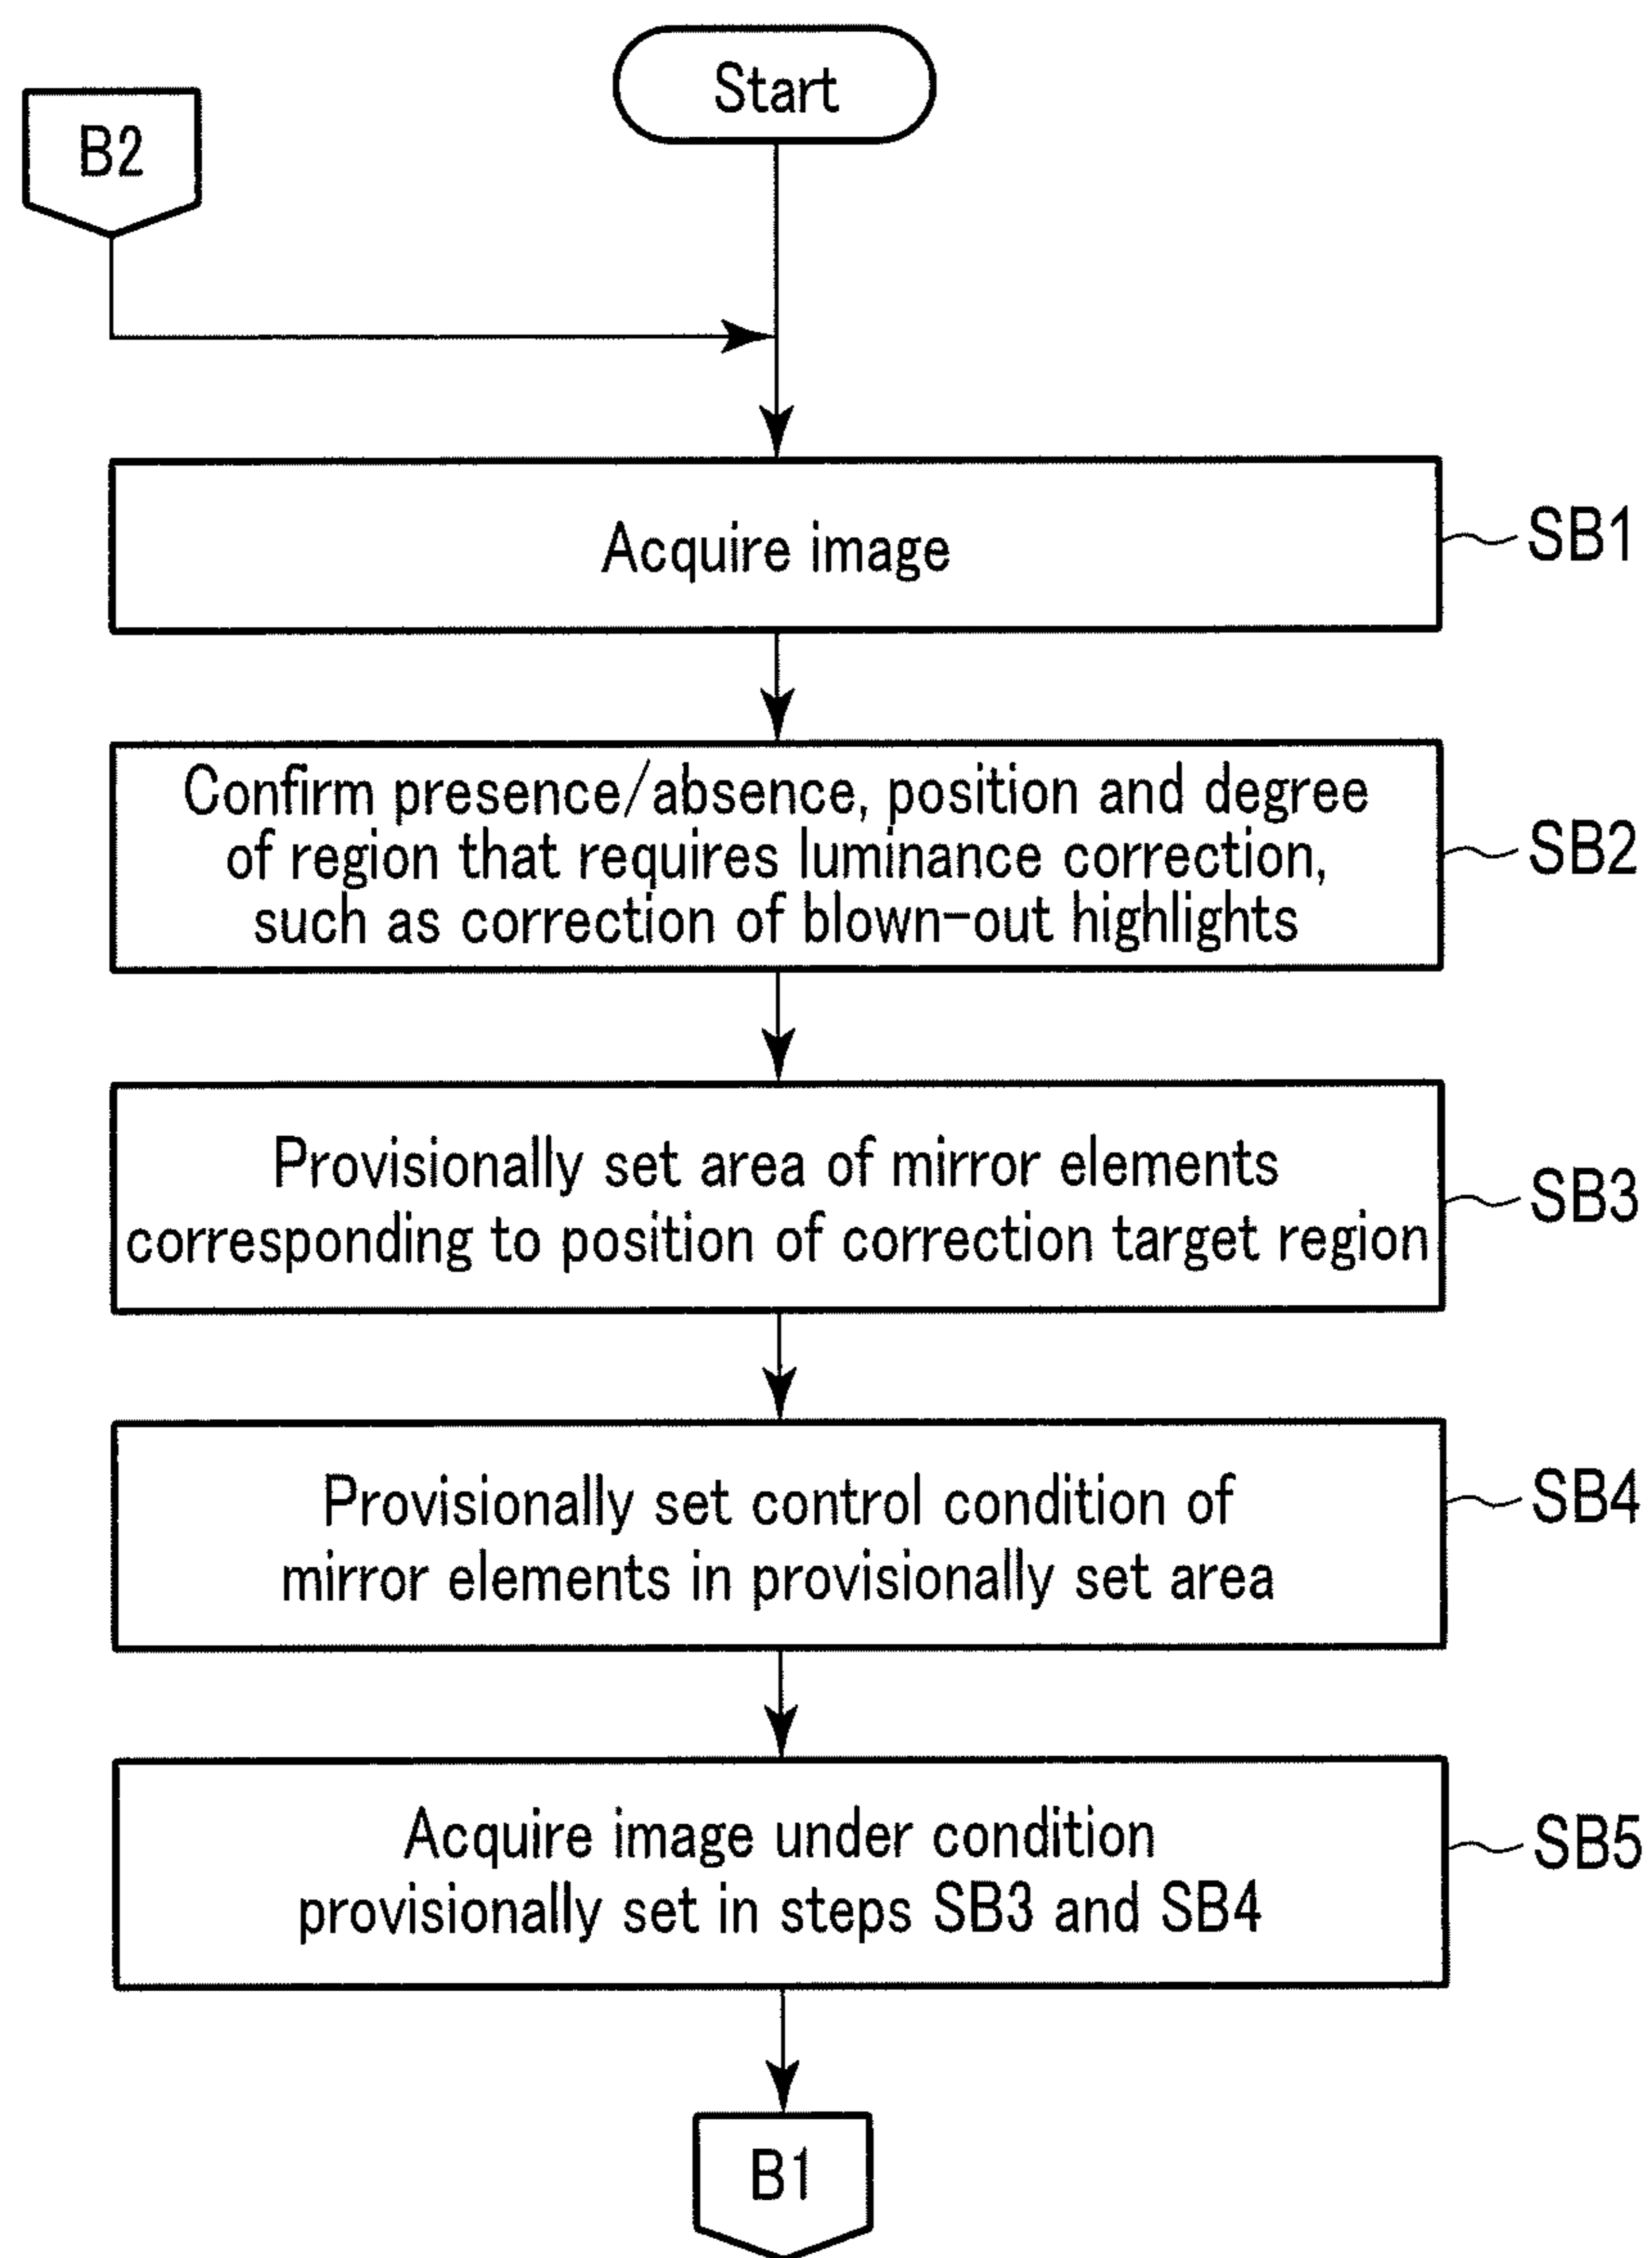 Start
B2
Acquire image
SB1
Confirm presence/absence, position and degree
of region that requires luminance correction,
such as correction of blown-out highlights
SB2
Provisionally set area of mirror elements
corresponding to position of correction target region
SB3
Provisionally set control condition of
mirror elements in provisionally set area
SB4
Acquire image under condition
provisionally set in steps SB3 and SB4
SB5
B1